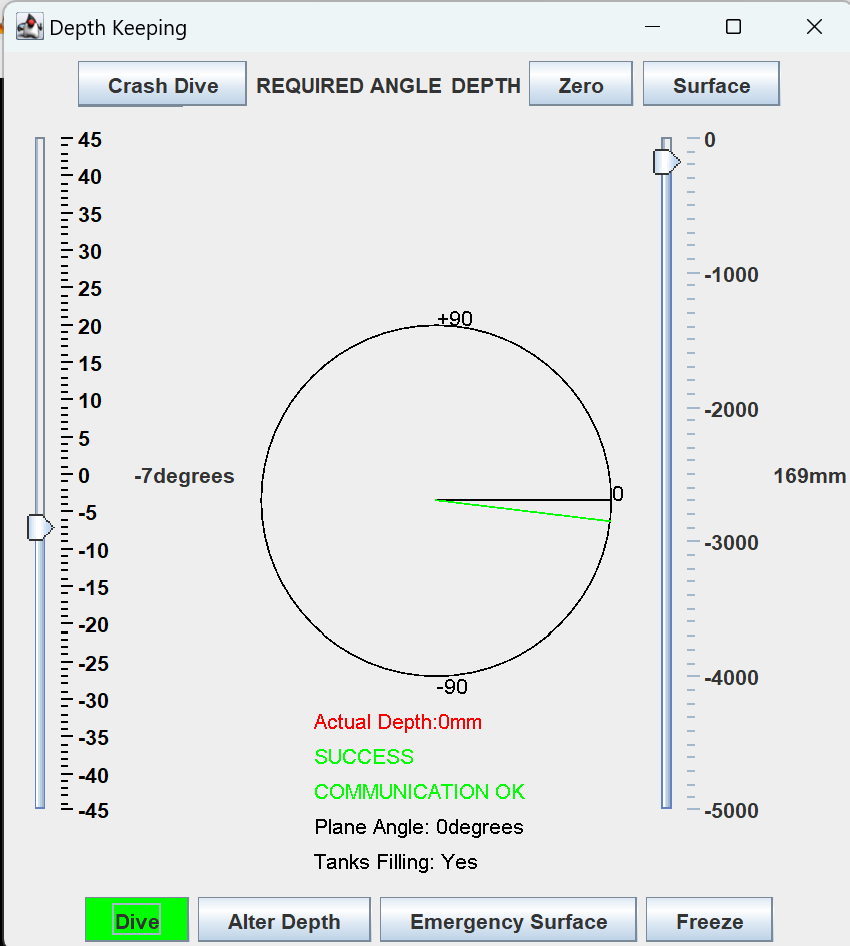 Depth Keeping
Crash Dive REQUIRED ANGLE DEPTH Zero Surface
45
40
35
30
25
20
15
10
5
0
-5
-10
-15
-20
-25
-30
-35
-40
-45
-7degrees
+90
0
-90
0
-1000
-2000
-3000
-4000
-5000
169mm
Actual Depth:0mm
SUCCESS
COMMUNICATION OK
Plane Angle: 0degrees
Tanks Filling: Yes
Dive Alter Depth Emergency Surface Freeze